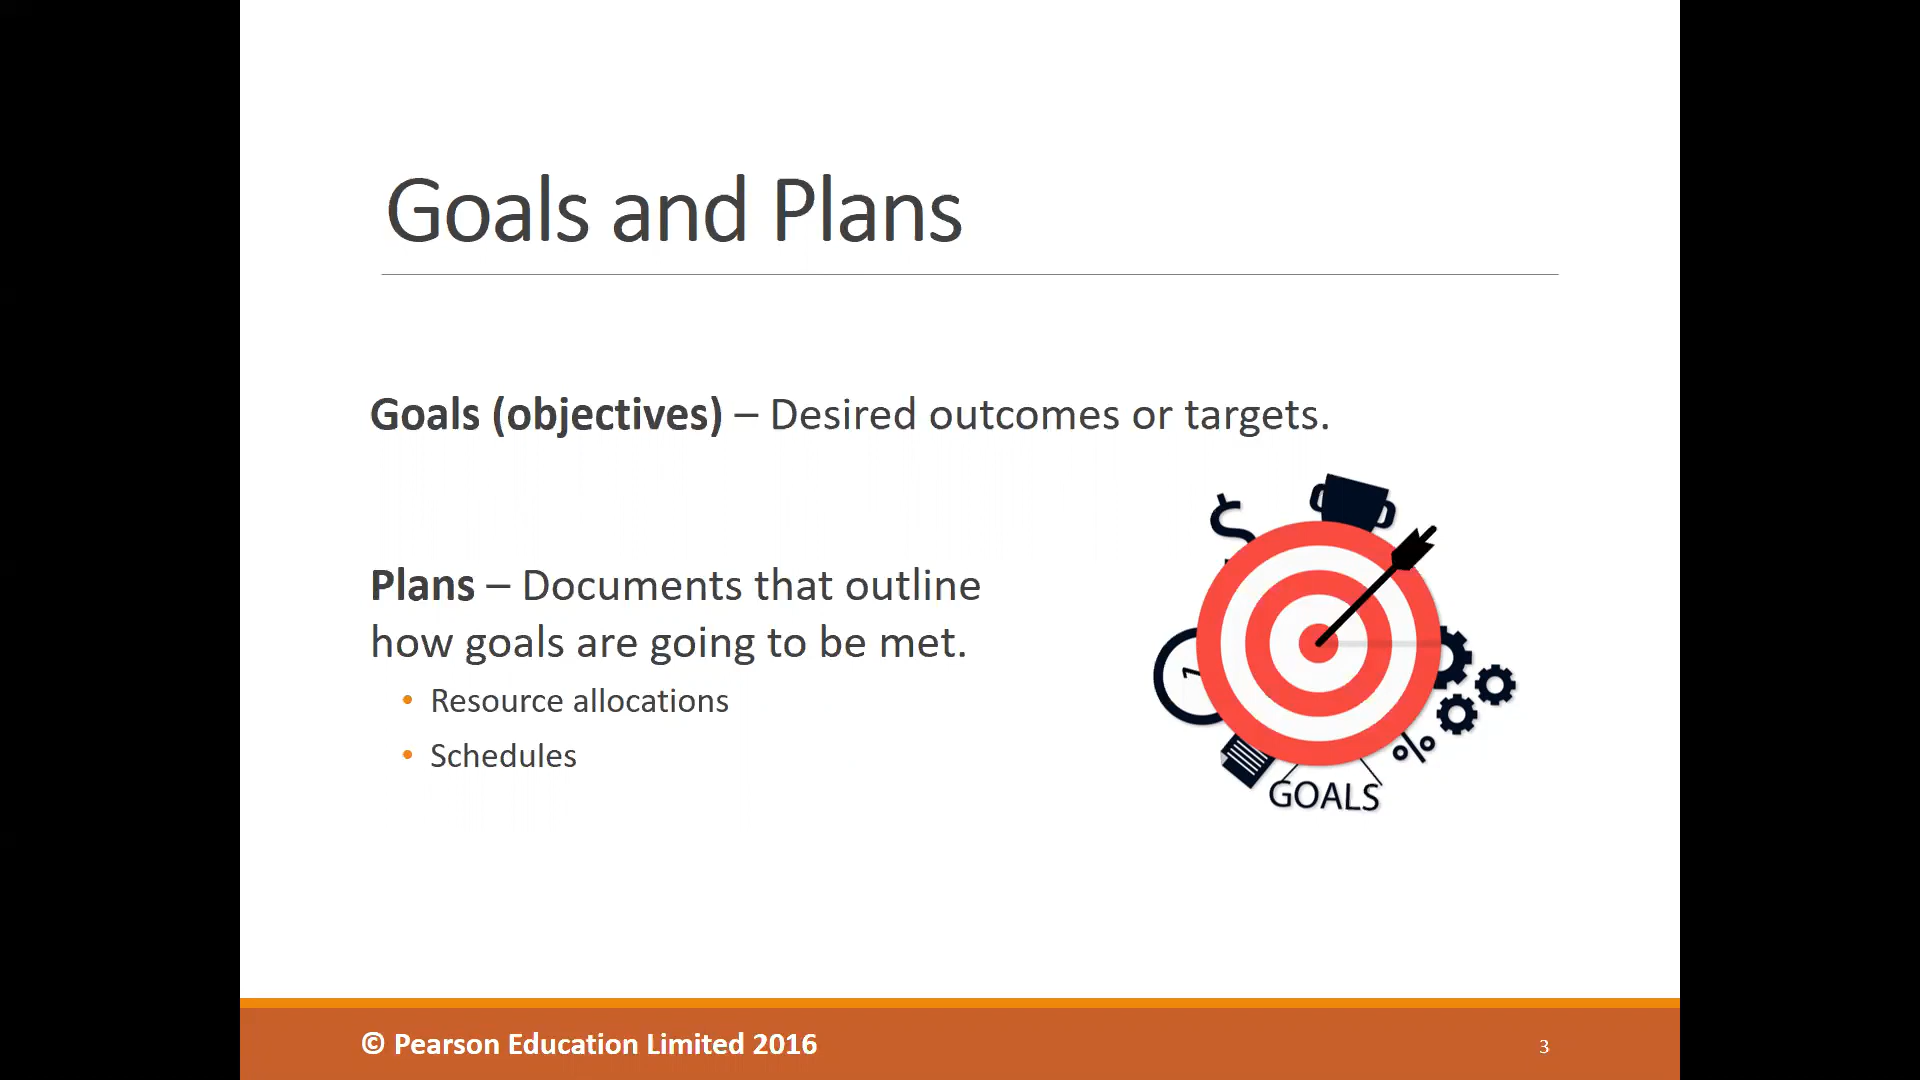 Goals and Plans
Goals (objectives) – Desired outcomes or targets.
Plans – Documents that outline
how goals are going to be met.
• Resource allocations
• Schedules
GOALS
%
© Pearson Education Limited 2016
3